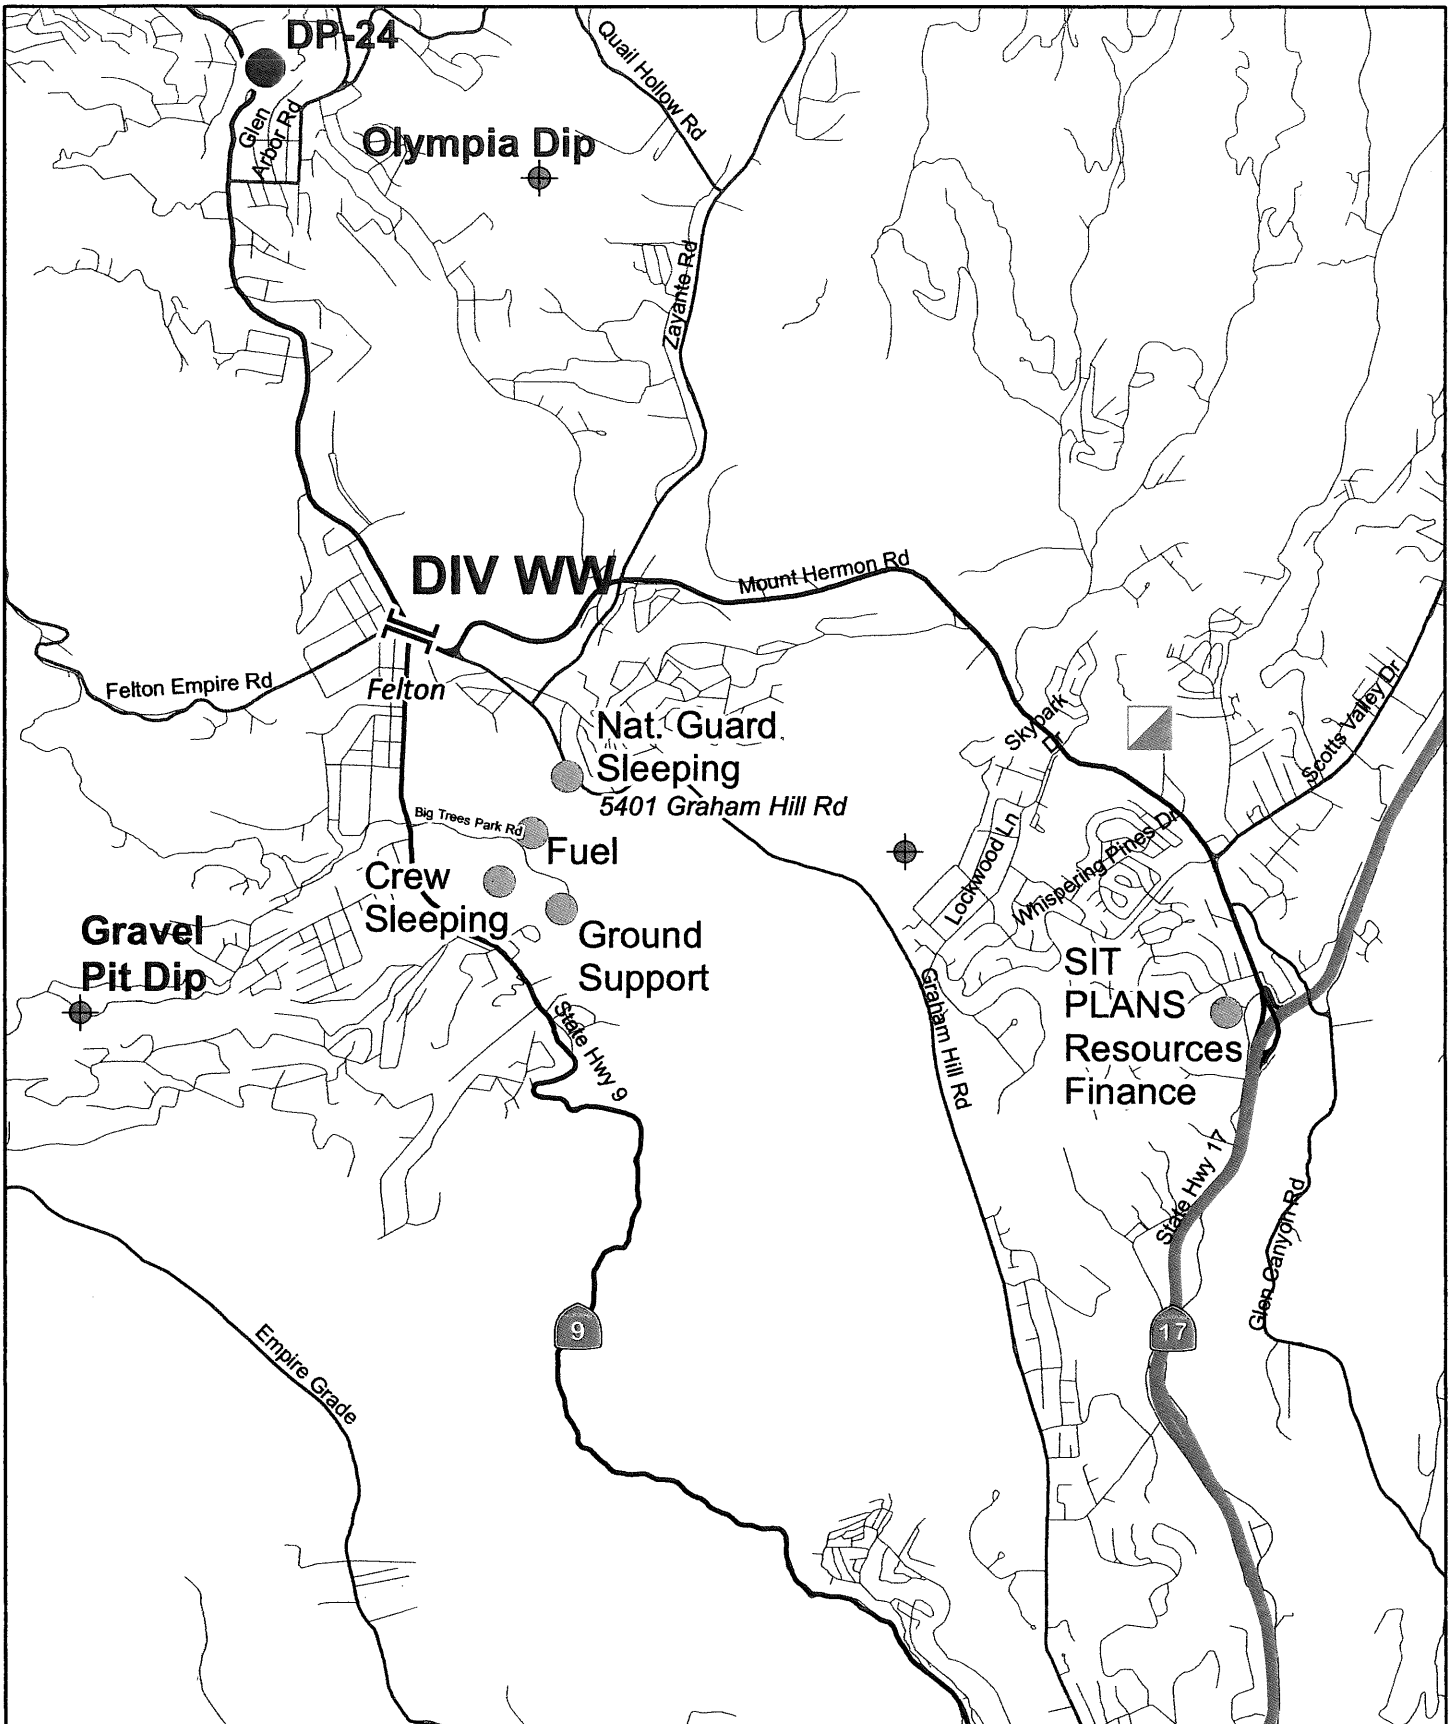 DP-24
Quail Hollow Rd
Glen
Arbor Rd
Olympia Dip
Zayante Rd
DIV WW
Mount Hermon Rd
Felton Empire Rd
Felton
Skypark
Dr
Scotts Valley Dr
Nat. Guard
Sleeping
5401 Graham Hill Rd
Big Trees Park Rd
Fuel
Lockwood Ln
Whispering Pines Dr
Crew
Sleeping
Gravel
Pit Dip
Ground
Support
SIT
PLANS
Resources
Finance
Graham Hill Rd
State Hwy 9
State Hwy 17
Glen Canyon Rd
9
17
Empire Grade